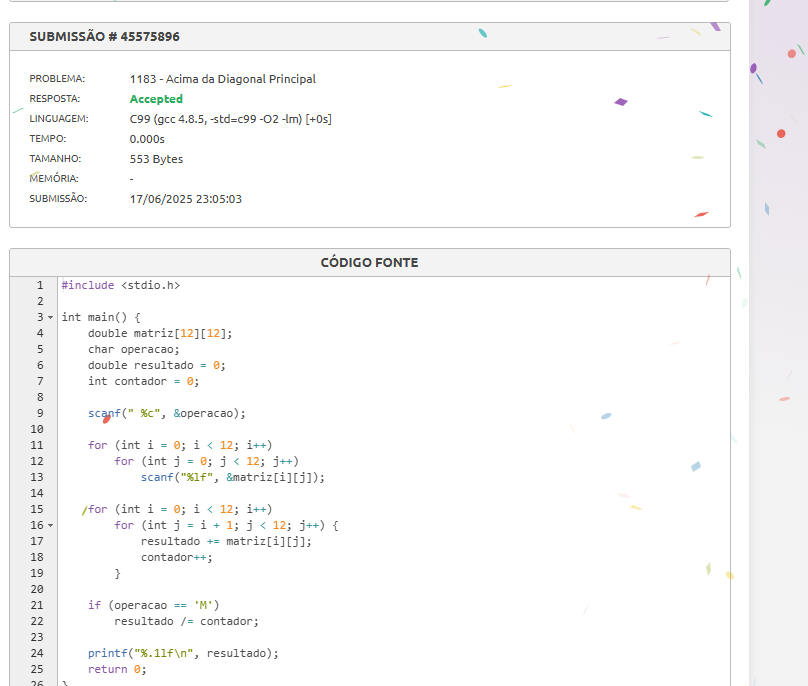 SUBMISSÃO # 45575896
PROBLEMA: 1183 - Acima da Diagonal Principal
RESPOSTA: Accepted
LINGUAGEM: C99 (gcc 4.8.5, -std=c99 -O2 -lm) [+0s]
TEMPO: 0.000s
TAMANHO: 553 Bytes
MEMÓRIA: -
SUBMISSÃO: 17/06/2025 23:05:03
CÓDIGO FONTE
1 #include <stdio.h>
2
3 int main() {
4     double matriz[12][12];
5     char operacao;
6     double resultado = 0;
7     int contador = 0;
8
9     scanf(" %c", &operacao);
10
11     for (int i = 0; i < 12; i++)
12         for (int j = 0; j < 12; j++)
13             scanf("%lf", &matriz[i][j]);
14
15     for (int i = 0; i < 12; i++)
16         for (int j = i + 1; j < 12; j++) {
17             resultado += matriz[i][j];
18             contador++;
19         }
20
21     if (operacao == 'M')
22         resultado /= contador;
23
24     printf("%.1lf\n", resultado);
25     return 0;
26 }